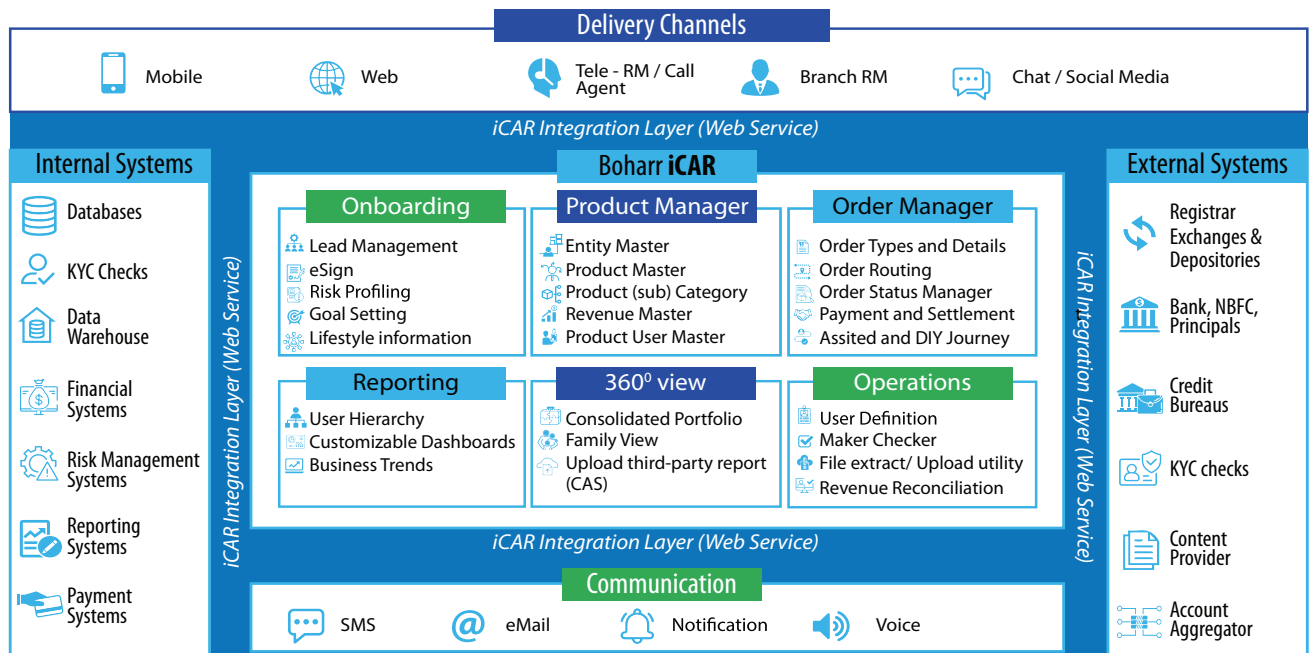 Delivery Channels
Mobile
Web
Tele - RM / Call
Agent
Branch RM
Chat / Social Media
iCAR Integration Layer (Web Service)
Internal Systems
Databases
KYC Checks
Data
Warehouse
Financial
Systems
Risk Management
Systems
Reporting
Systems
Payment
Systems
iCAR Integration Layer (Web Service)
Boharr iCAR
Onboarding
Lead Management
eSign
Risk Profiling
Goal Setting
Lifestyle information
Product Manager
Entity Master
Product Master
Product (sub) Category
Revenue Master
Product User Master
Order Manager
Order Types and Details
Order Routing
Order Status Manager
Payment and Settlement
Assited and DIY Journey
Reporting
User Hierarchy
Customizable Dashboards
Business Trends
360⁰ view
Consolidated Portfolio
Family View
Upload third-party report
(CAS)
Operations
User Definition
Maker Checker
File extract/ Upload utility
Revenue Reconciliation
iCAR Integration Layer (Web Service)
External Systems
Registrar
Exchanges &
Depositories
Bank, NBFC,
Principals
Credit
Bureaus
KYC checks
Content
Provider
Account
Aggregator
iCAR Integration Layer (Web Service)
Communication
SMS
eMail
Notification
Voice